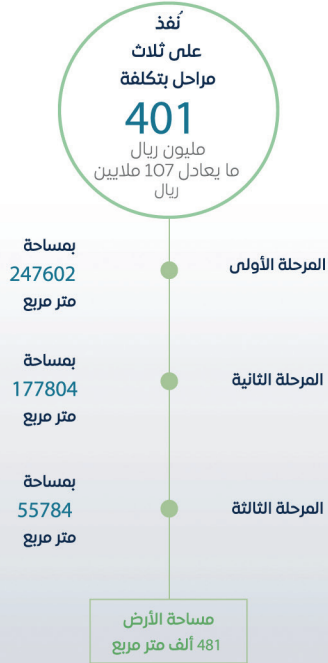 نُفذ
على ثلاث
مراحل بتكلفة
401
مليون ريال
ما يعادل 107 ملايين
ريال
المرحلة الأولى
بمساحة
247602
متر مربع
المرحلة الثانية
بمساحة
177804
متر مربع
المرحلة الثالثة
بمساحة
55784
متر مربع
مساحة الأرض
481 ألف متر مربع